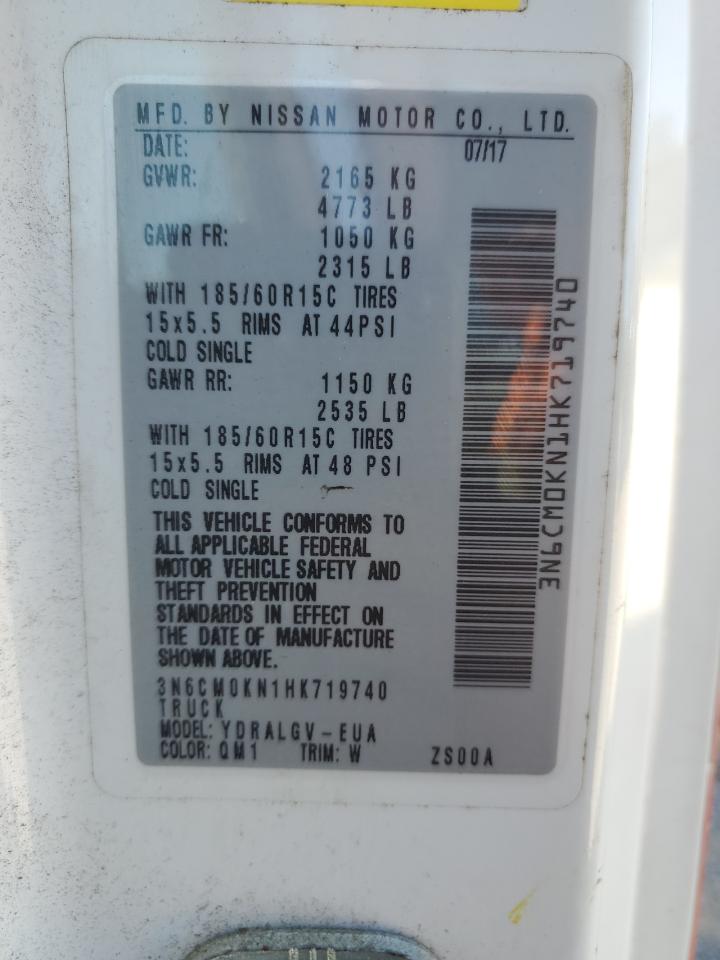 MFD. BY NISSAN MOTOR CO., LTD.
DATE: 07/17
GVWR: 2165 KG
4773 LB
GAWR FR: 1050 KG
2315 LB
WITH 185/60R15C TIRES
15x5.5 RIMS AT 44PSI
COLD SINGLE
GAWR RR: 1150 KG
2535 LB
WITH 185/60R15C TIRES
15x5.5 RIMS AT 48 PSI
COLD SINGLE
THIS VEHICLE CONFORMS TO
ALL APPLICABLE FEDERAL
MOTOR VEHICLE SAFETY AND
THEFT PREVENTION
STANDARDS IN EFFECT ON
THE DATE OF MANUFACTURE
SHOWN ABOVE.
3N6CM0KN1HK719740
TRUCK
MODEL: YDRALGV-EUA
COLOR: QM1 TRIM: W ZS00A
3N6CM0KN1HK719740